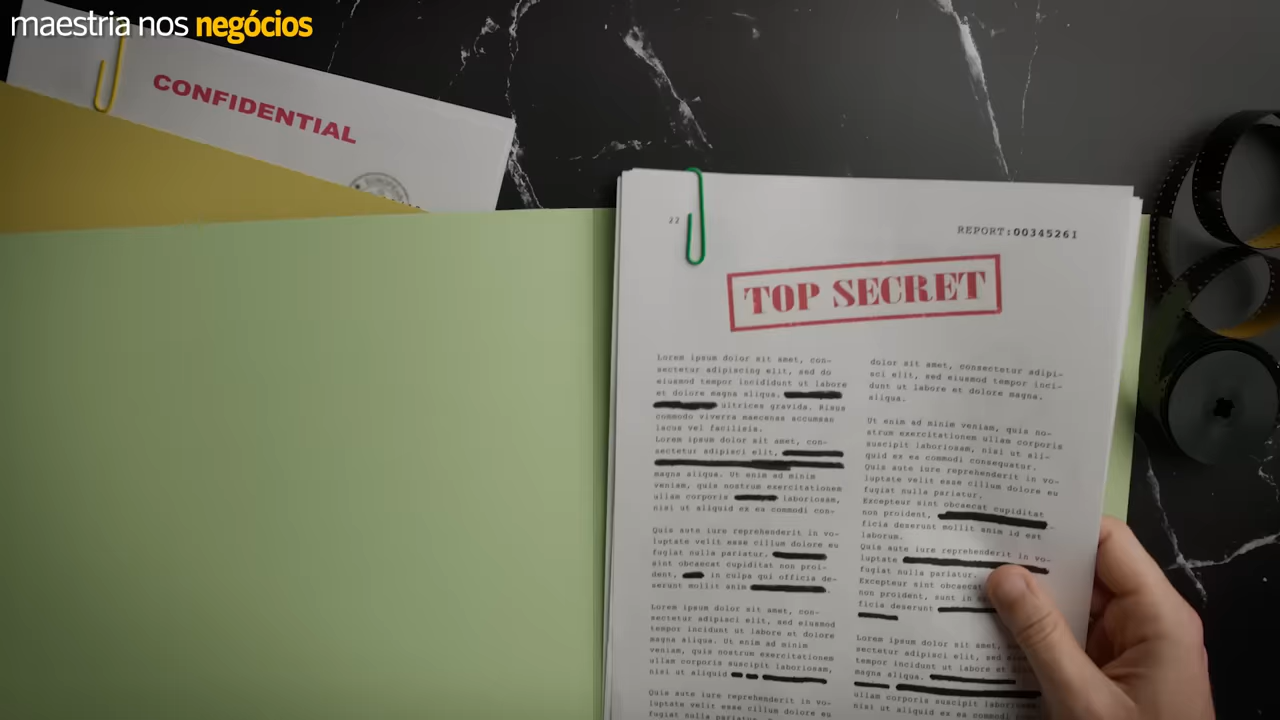 maestria nos negócios
CONFIDENTIAL
22
REPORT:00345261
TOP SECRET
Lorem ipsum dolor sit amet, con-
sectetur adipiscing elit, sed do
eiusmod tempor incididunt ut labore
et dolore magna aliqua.
ultrices gravida. Risus
commodo viverra maecenas accumsan
lacus vel facilisis.
Lorem ipsum dolor sit amet, con-
sectetur adipisci elit,
magna aliqua. Ut enim ad minim
veniam, quis nostrum exercitationem
ullam corporis laboriosam,
nisi ut aliquid ex ea commodi con-
Quis aute iure reprehenderit in vo-
luptate velit esse cillum dolore eu
fugiat nulla pariatur.
sint obcaecat cupiditat non proi-
dent, in culpa qui officia de-
serunt mollit anim
Lorem ipsum dolor sit amet, con-
sectetur adipisci elit, sed eiusmod
tempor incidunt ut labore et dolore
magna aliqua. Ut enim ad minim
veniam, quis nostrum exercitationem
ullam corporis suscipit laboriosam,
nisi ut aliquid
Quis aute iure reprehenderit in vo-
luptate velit esse cillum dolore eu
fugiat nulla pariatur.
dolor sit amet, consectetur adipi-
sci elit, sed eiusmod tempor inci-
dunt ut labore et dolore magna.
aliqua.
Ut enim ad minim veniam, quis no-
strum exercitationem ullam corporis
suscipit laboriosam, nisi ut ali-
quid ex ea commodi consequatur.
Quis aute iure reprehenderit in vo-
luptate velit esse cillum dolore eu
fugiat nulla pariatur.
Excepteur sint obcaecat cupiditat
non proident,
ficia deserunt mollit anim id est
laborum.
Quis aute iure reprehenderit in vo-
luptate
fugiat nulla pariatur.
Excepteur sint obcaecat
non proident, sunt in
ficia deserunt
Lorem ipsum dolor sit amet,
sectetur adipisci elit, sed
tempor incidunt ut labore et
magna aliqua.
ullam corporis suscipit laboriosam,
nisi ut aliquid ex ea commodi